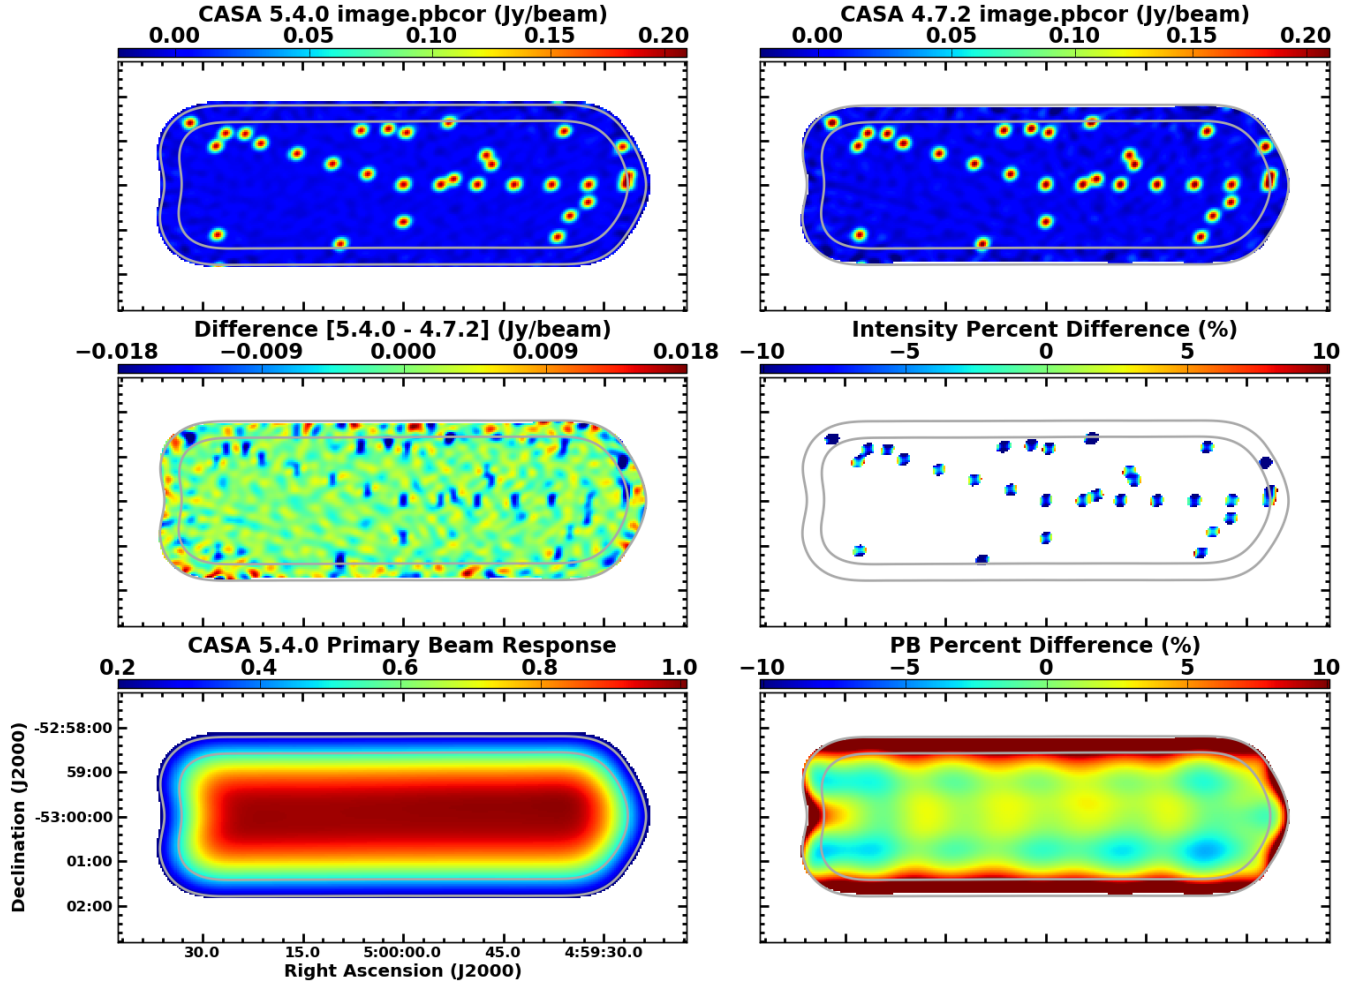 CASA 5.4.0 image.pbcor (Jy/beam)
0.00 0.05 0.10 0.15 0.20
CASA 4.7.2 image.pbcor (Jy/beam)
0.00 0.05 0.10 0.15 0.20
Difference [5.4.0 - 4.7.2] (Jy/beam)
−0.018 −0.009 0.000 0.009 0.018
Intensity Percent Difference (%)
−10 −5 0 5 10
CASA 5.4.0 Primary Beam Response
0.2 0.4 0.6 0.8 1.0
PB Percent Difference (%)
−10 −5 0 5 10
Declination (J2000)
-52:58:00
59:00
-53:00:00
01:00
02:00
30.0 15.0 5:00:00.0 45.0 4:59:30.0
Right Ascension (J2000)